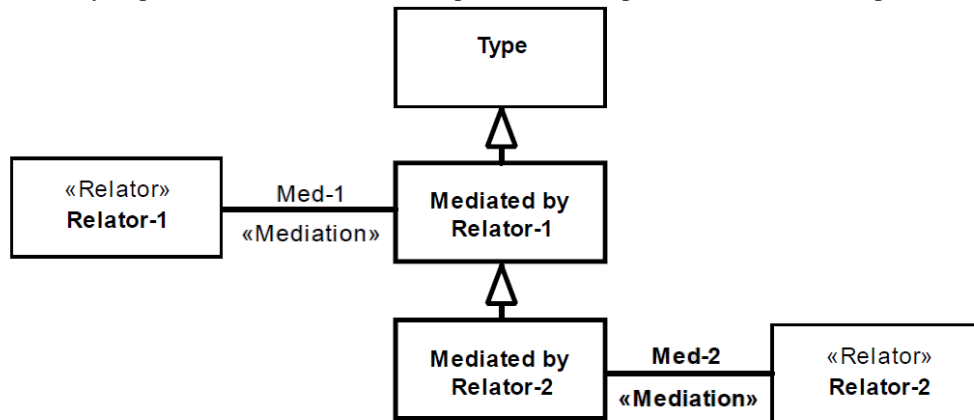 Type
«Relator»
Relator-1
Med-1
«Mediation»
Mediated by
Relator-1
Mediated by
Relator-2
Med-2
«Mediation»
«Relator»
Relator-2